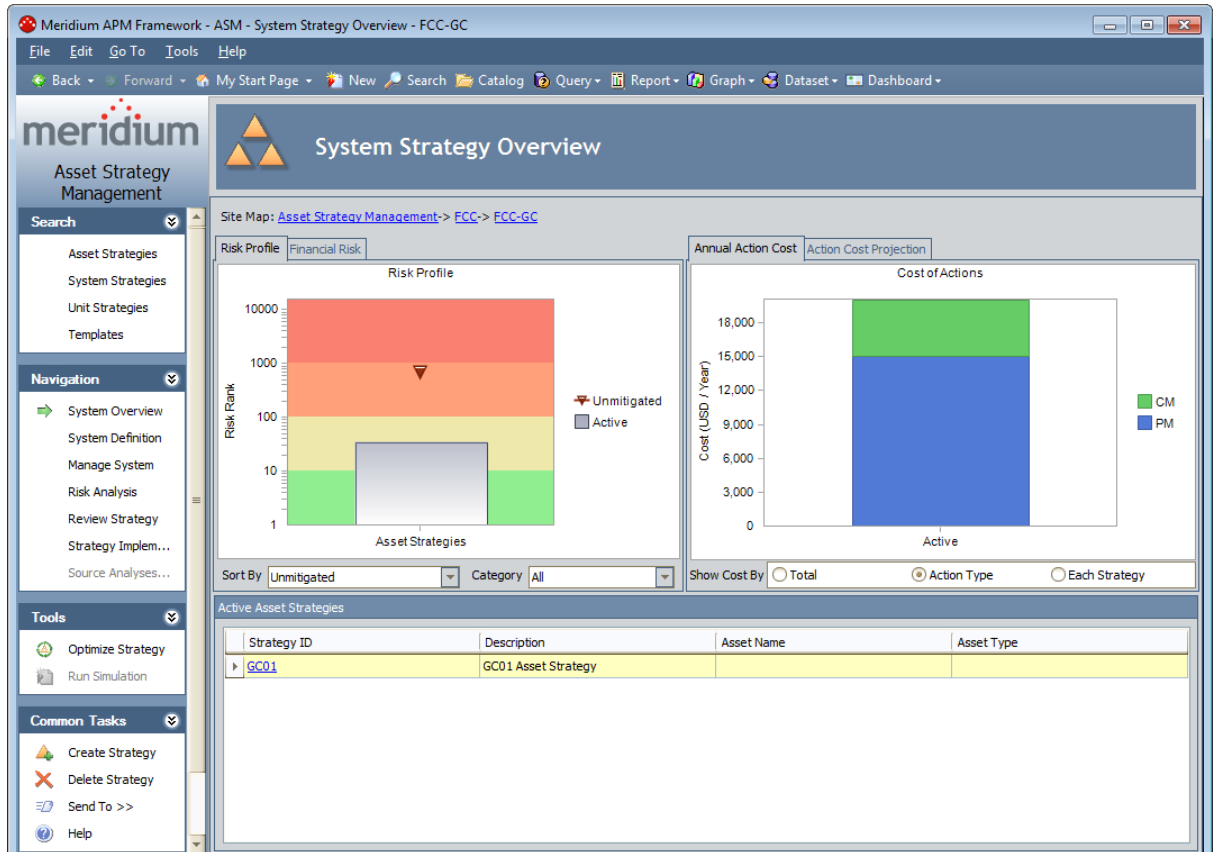 Meridium APM Framework - ASM - System Strategy Overview - FCC-GC
File Edit Go To Tools Help
Back Forward My Start Page New Search Catalog Query Report Graph Dataset Dashboard
meridium
Asset Strategy
Management
Search
Asset Strategies
System Strategies
Unit Strategies
Templates
Navigation
System Overview
System Definition
Manage System
Risk Analysis
Review Strategy
Strategy Implem...
Source Analyses...
Tools
Optimize Strategy
Run Simulation
Common Tasks
Create Strategy
Delete Strategy
Send To >>
Help
System Strategy Overview
Site Map: Asset Strategy Management-> FCC-> FCC-GC
Risk Profile Financial Risk
Risk Profile
Risk Rank
10000
1000
100
10
1
Asset Strategies
Unmitigated
Active
Sort By Unmitigated Category All
Annual Action Cost Action Cost Projection
Cost of Actions
Cost (USD / Year)
18,000
15,000
12,000
9,000
6,000
3,000
0
Active
CM
PM
Show Cost By Total Action Type Each Strategy
Active Asset Strategies
Strategy ID Description Asset Name Asset Type
GC01 GC01 Asset Strategy